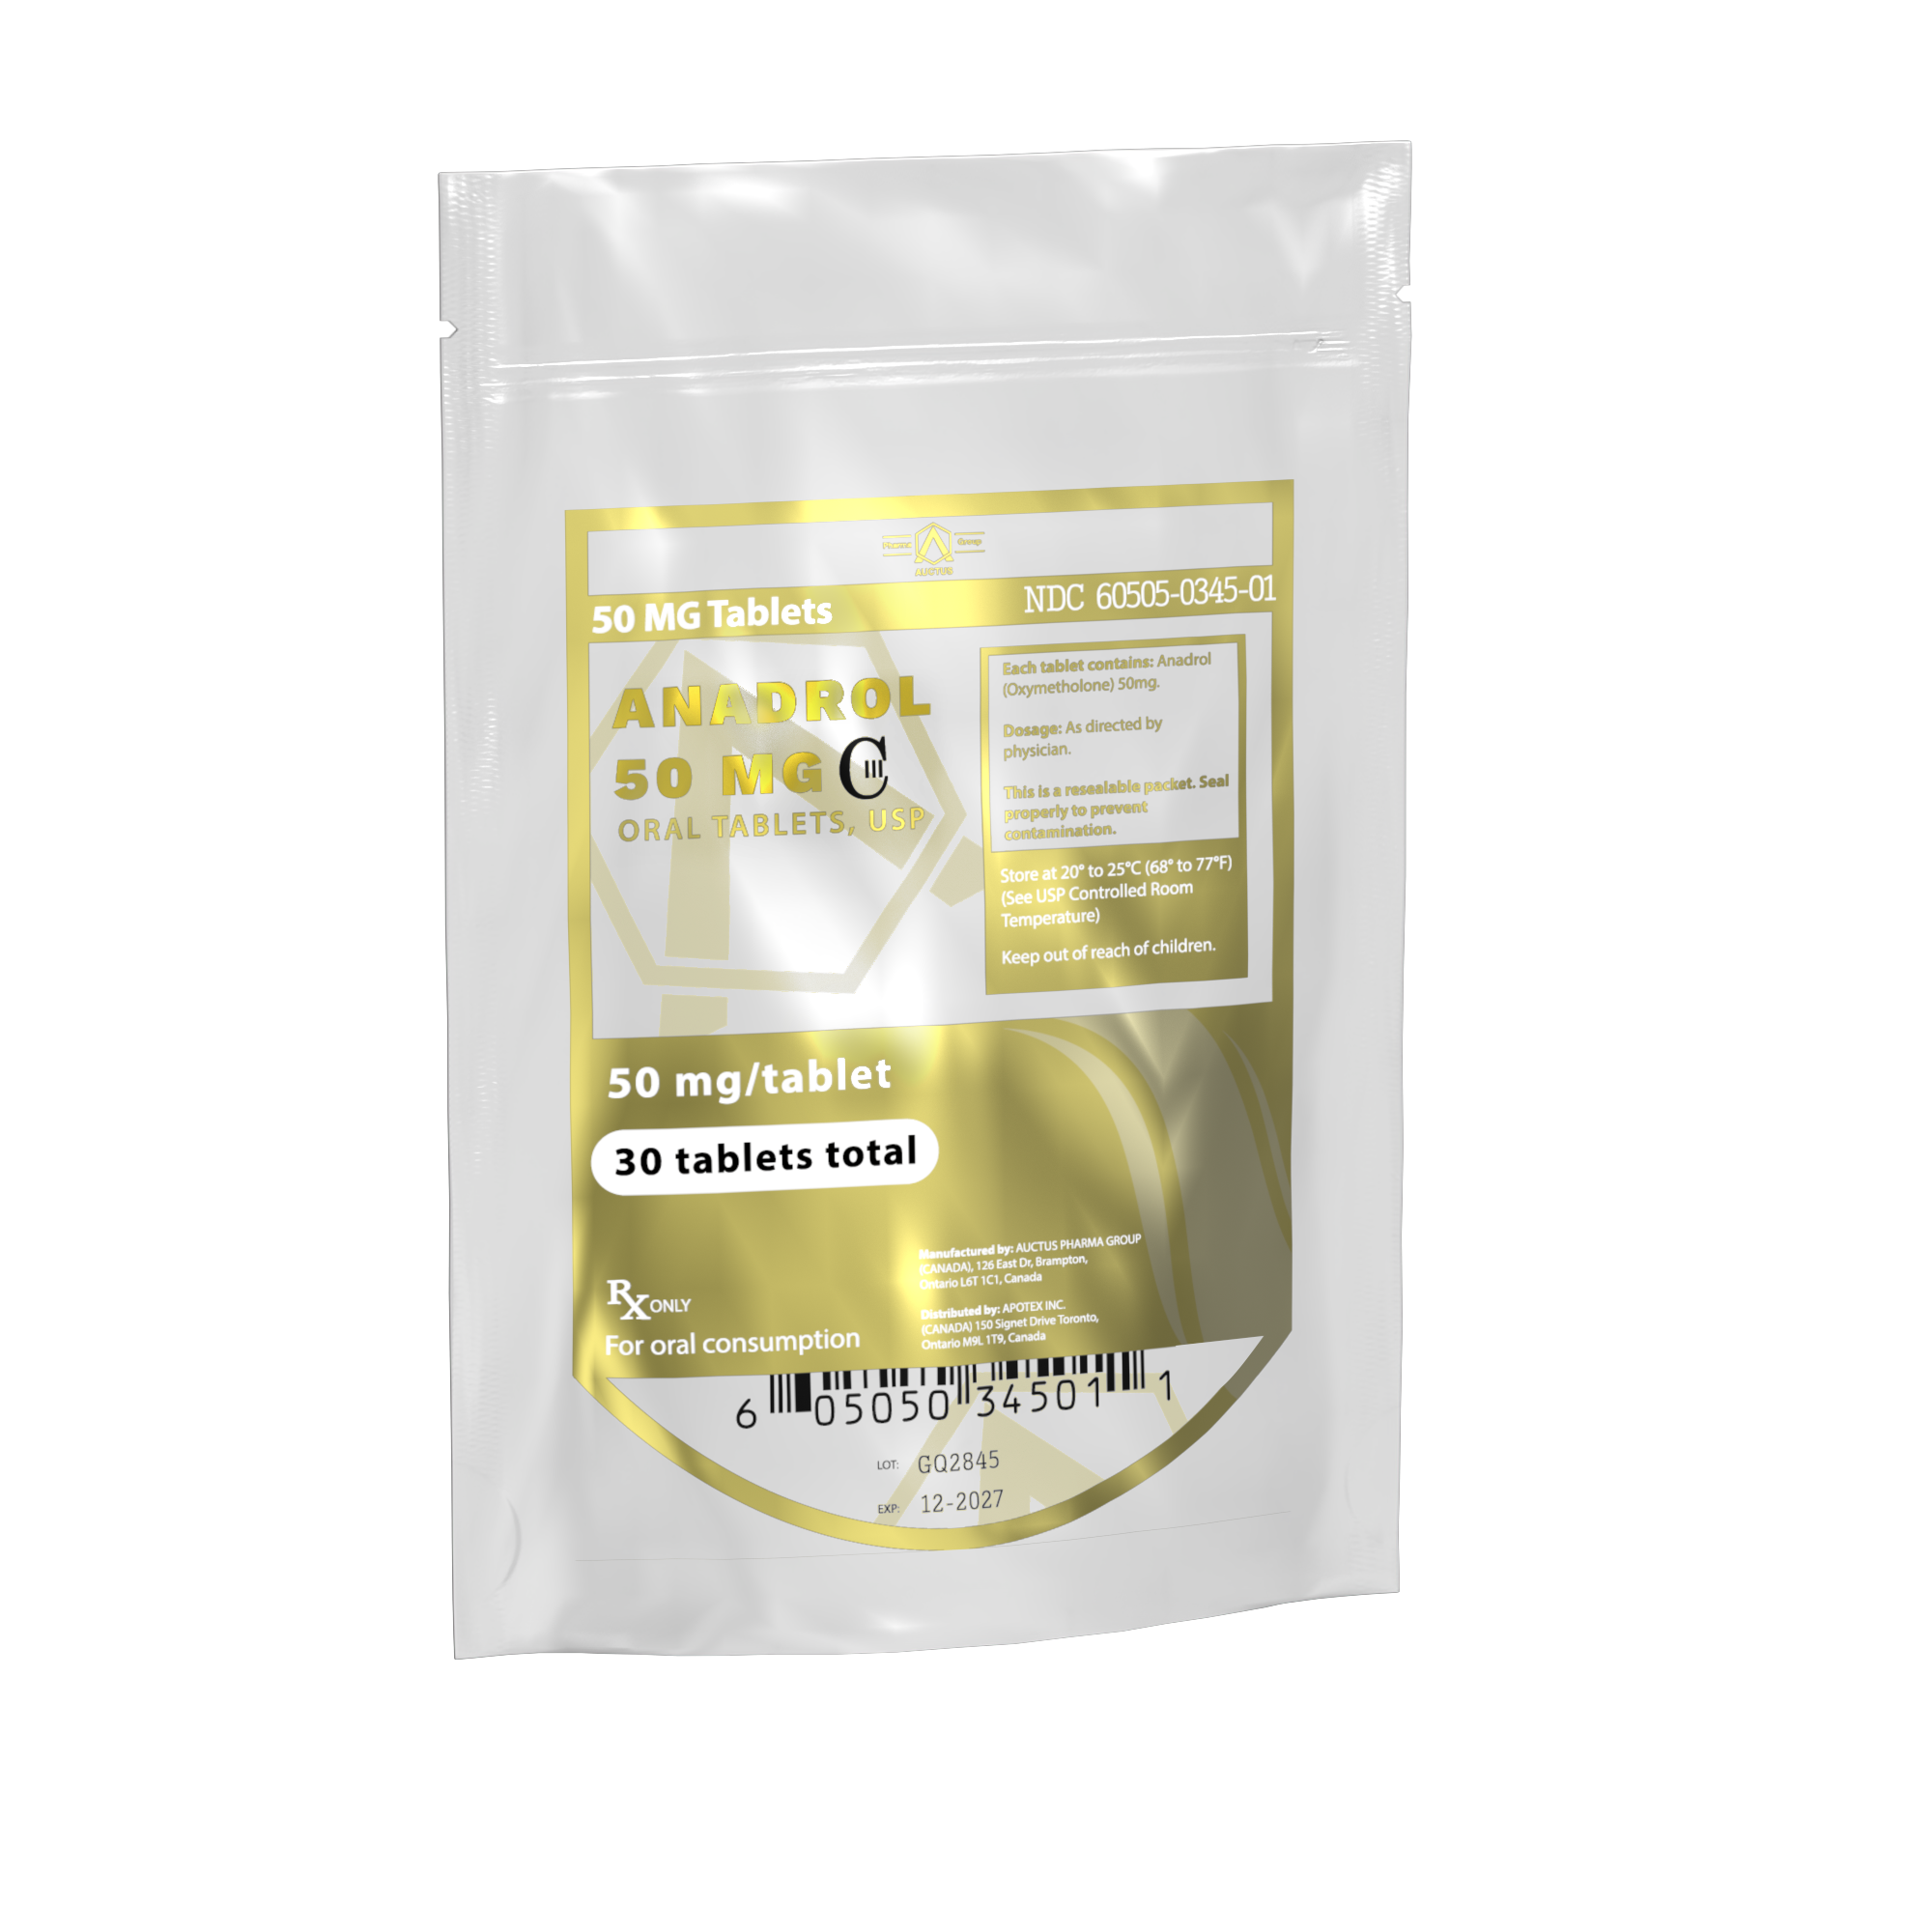 Pharma Group
AUCTUS
50 MG Tablets
NDC 60505-0345-01
ANADROL
50 MG CIII
ORAL TABLETS, USP
Each tablet contains: Anadrol
(Oxymetholone) 50mg.
Dosage: As directed by
physician.
This is a resealable packet. Seal
properly to prevent
contamination.
Store at 20° to 25°C (68° to 77°F)
(See USP Controlled Room
Temperature)
Keep out of reach of children.
50 mg/tablet
30 tablets total
Rx ONLY
For oral consumption
Manufactured by: AUCTUS PHARMA GROUP
(CANADA), 126 East Dr, Brampton,
Ontario L6T 1C1, Canada
Distributed by: APOTEX INC.
(CANADA) 150 Signet Drive Toronto,
Ontario M9L 1T9, Canada
6 05050 34501 1
LOT: GQ2845
EXP: 12-2027